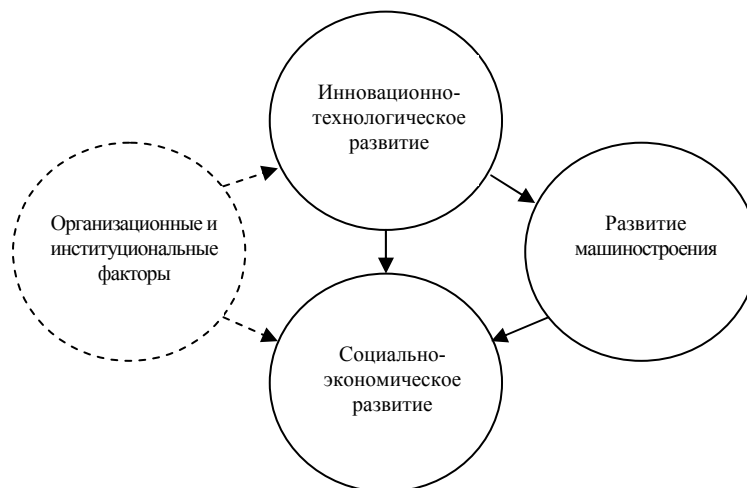 Инновационно-
технологическое
развитие
Организационные и
институциональные
факторы
Развитие
машиностроения
Социально-
экономическое
развитие